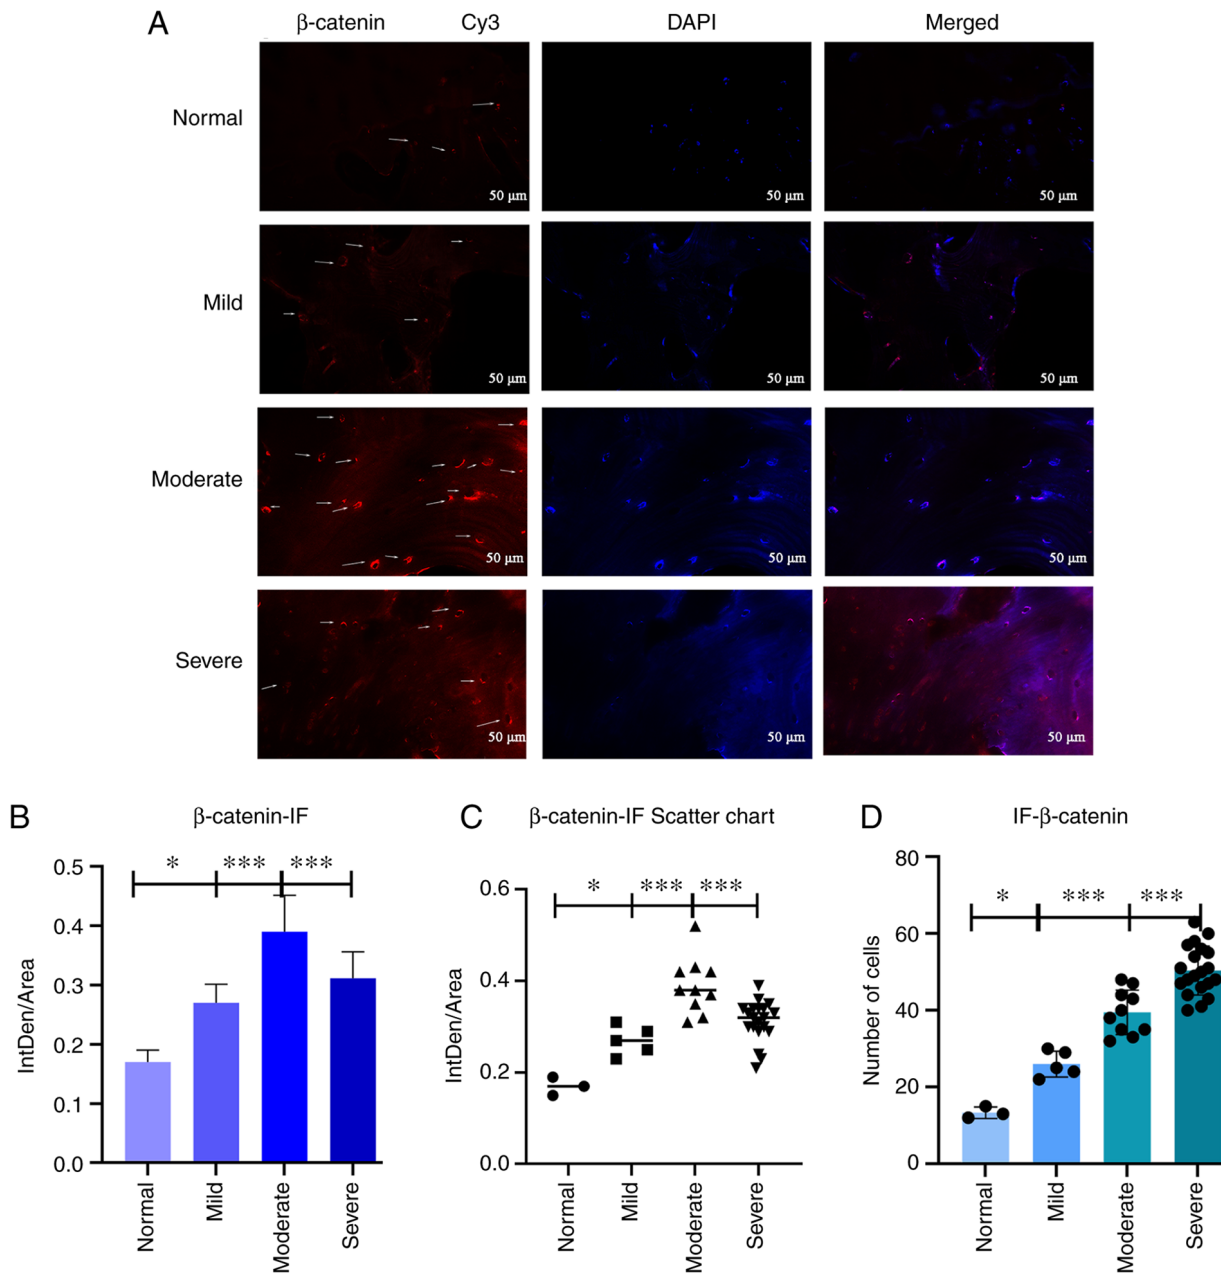 A
β-catenin Cy3 DAPI Merged
Normal
50 μm 50 μm 50 μm
Mild
50 μm 50 μm 50 μm
Moderate
50 μm 50 μm 50 μm
Severe
50 μm 50 μm 50 μm
B
β-catenin-IF
IntDen/Area
0.5
0.4
0.3
0.2
0.1
0.0
* *** ***
Normal
Mild
Moderate
Severe
C
β-catenin-IF Scatter chart
IntDen/Area
0.6
0.4
0.2
0.0
* *** ***
Normal
Mild
Moderate
Severe
D
IF-β-catenin
Number of cells
80
60
40
20
0
* *** ***
Normal
Mild
Moderate
Severe